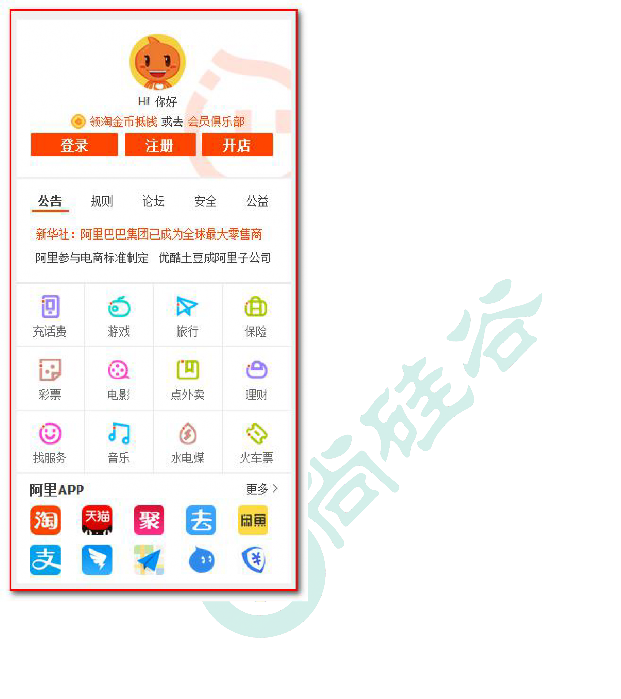 Hi! 你好
领淘金币抵钱 或去 会员俱乐部
登录 注册 开店
公告 规则 论坛 安全 公益
新华社：阿里巴巴集团已成为全球最大零售商
阿里参与电商标准制定 优酷土豆成阿里子公司
充话费 游戏 旅行 保险
彩票 电影 点外卖 理财
找服务 音乐 水电煤 火车票
阿里APP 更多 >
淘 天猫 聚 去 闲鱼
支
尚硅谷